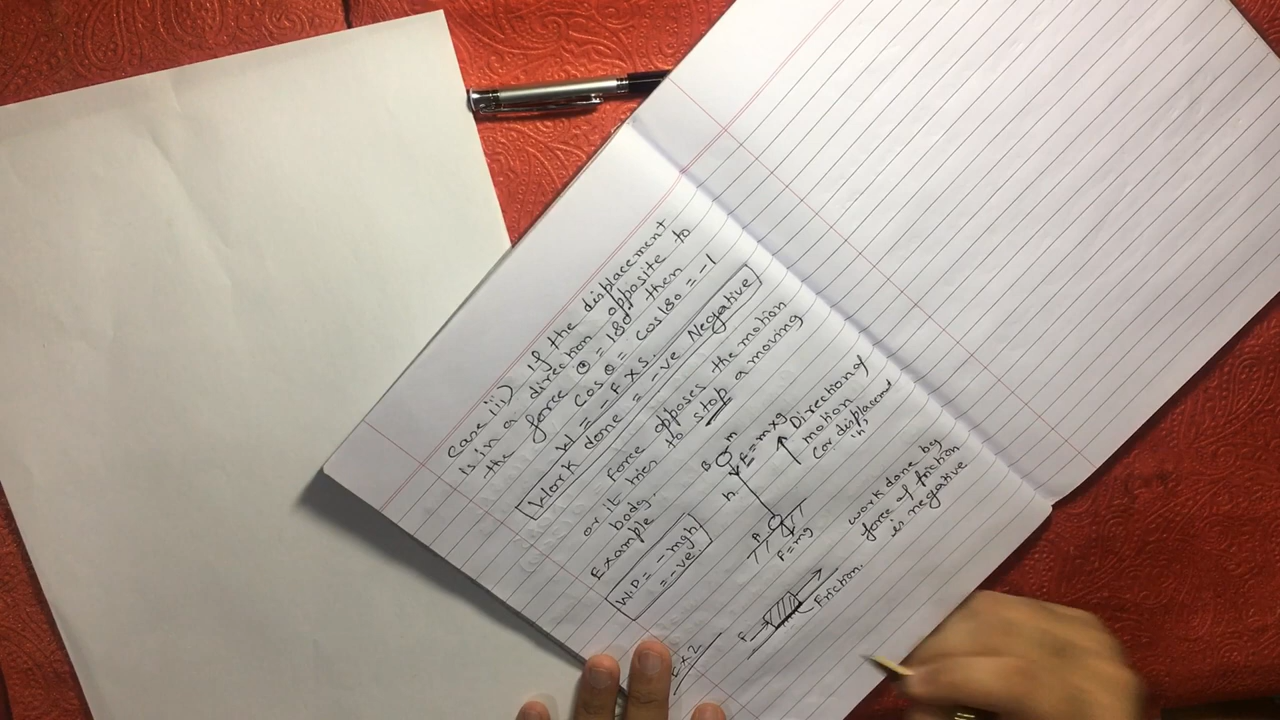 case iii) If the displacement
is in a direction opposite to
the force θ = 180° then
cos θ = cos180 = -1
W = -F x S.
Work done = -ve Negative
Force opposes the motion
or it tries to stop a moving
body.
Example
W.D. = - mgh
= -ve.
B m
F = mxg
h
A
F = mg
Direction of
motion
(or displacement
'h')
Ex 2
F
Friction.
work done by
force of friction
is negative